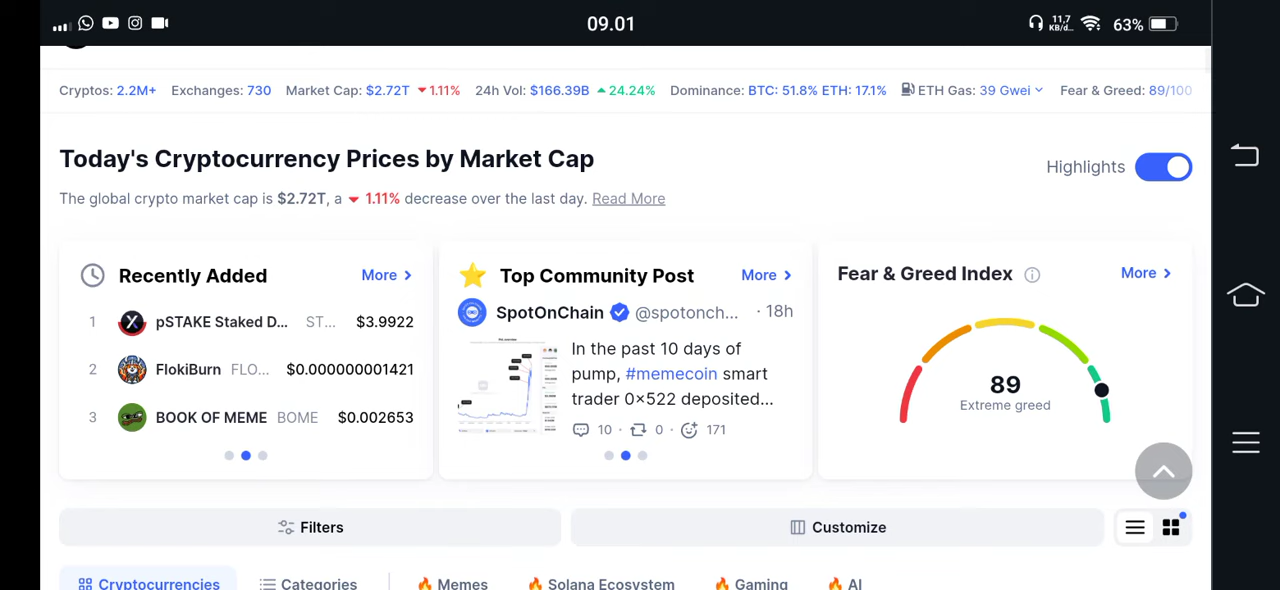 09.01
11,7
KB/d...
63%
Cryptos: 2.2M+ Exchanges: 730 Market Cap: $2.72T 1.11% 24h Vol: $166.39B 24.24% Dominance: BTC: 51.8% ETH: 17.1% ETH Gas: 39 Gwei Fear & Greed: 89/100
Today's Cryptocurrency Prices by Market Cap
Highlights
The global crypto market cap is $2.72T, a 1.11% decrease over the last day. Read More
Recently Added More >
1 pSTAKE Staked D... ST... $3.9922
2 FlokiBurn FLO... $0.000000001421
3 BOOK OF MEME BOME $0.002653
Top Community Post More >
SpotOnChain @spotonch... · 18h
In the past 10 days of
pump, #memecoin smart
trader 0×522 deposited...
10 · 0 · 171
Fear & Greed Index More >
89
Extreme greed
Filters
Customize
Cryptocurrencies Categories Memes Solana Ecosystem Gaming AI